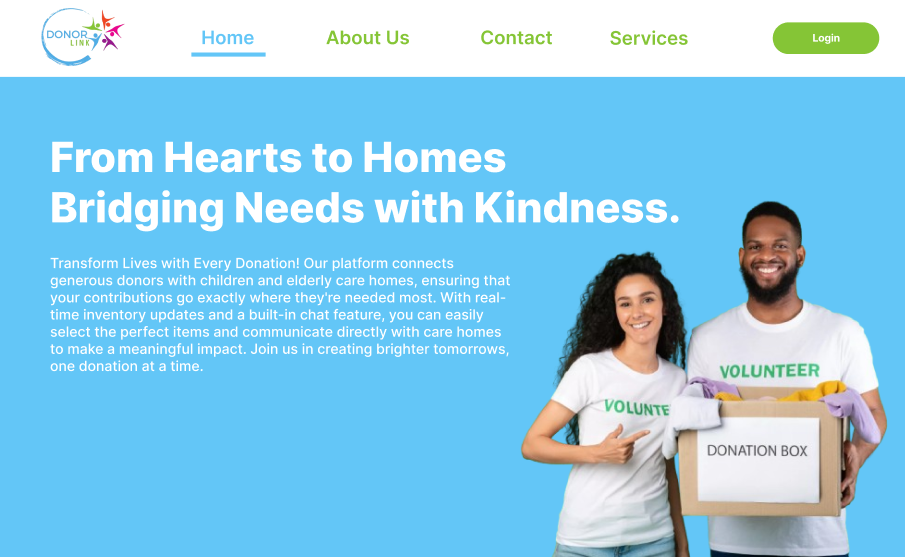 DONOR
LINK
Home
About Us
Contact
Services
Login
From Hearts to Homes
Bridging Needs with Kindness.
Transform Lives with Every Donation! Our platform connects
generous donors with children and elderly care homes, ensuring that
your contributions go exactly where they're needed most. With real-
time inventory updates and a built-in chat feature, you can easily
select the perfect items and communicate directly with care homes
to make a meaningful impact. Join us in creating brighter tomorrows,
one donation at a time.
VOLUNTEER
VOLUNTE
DONATION BOX